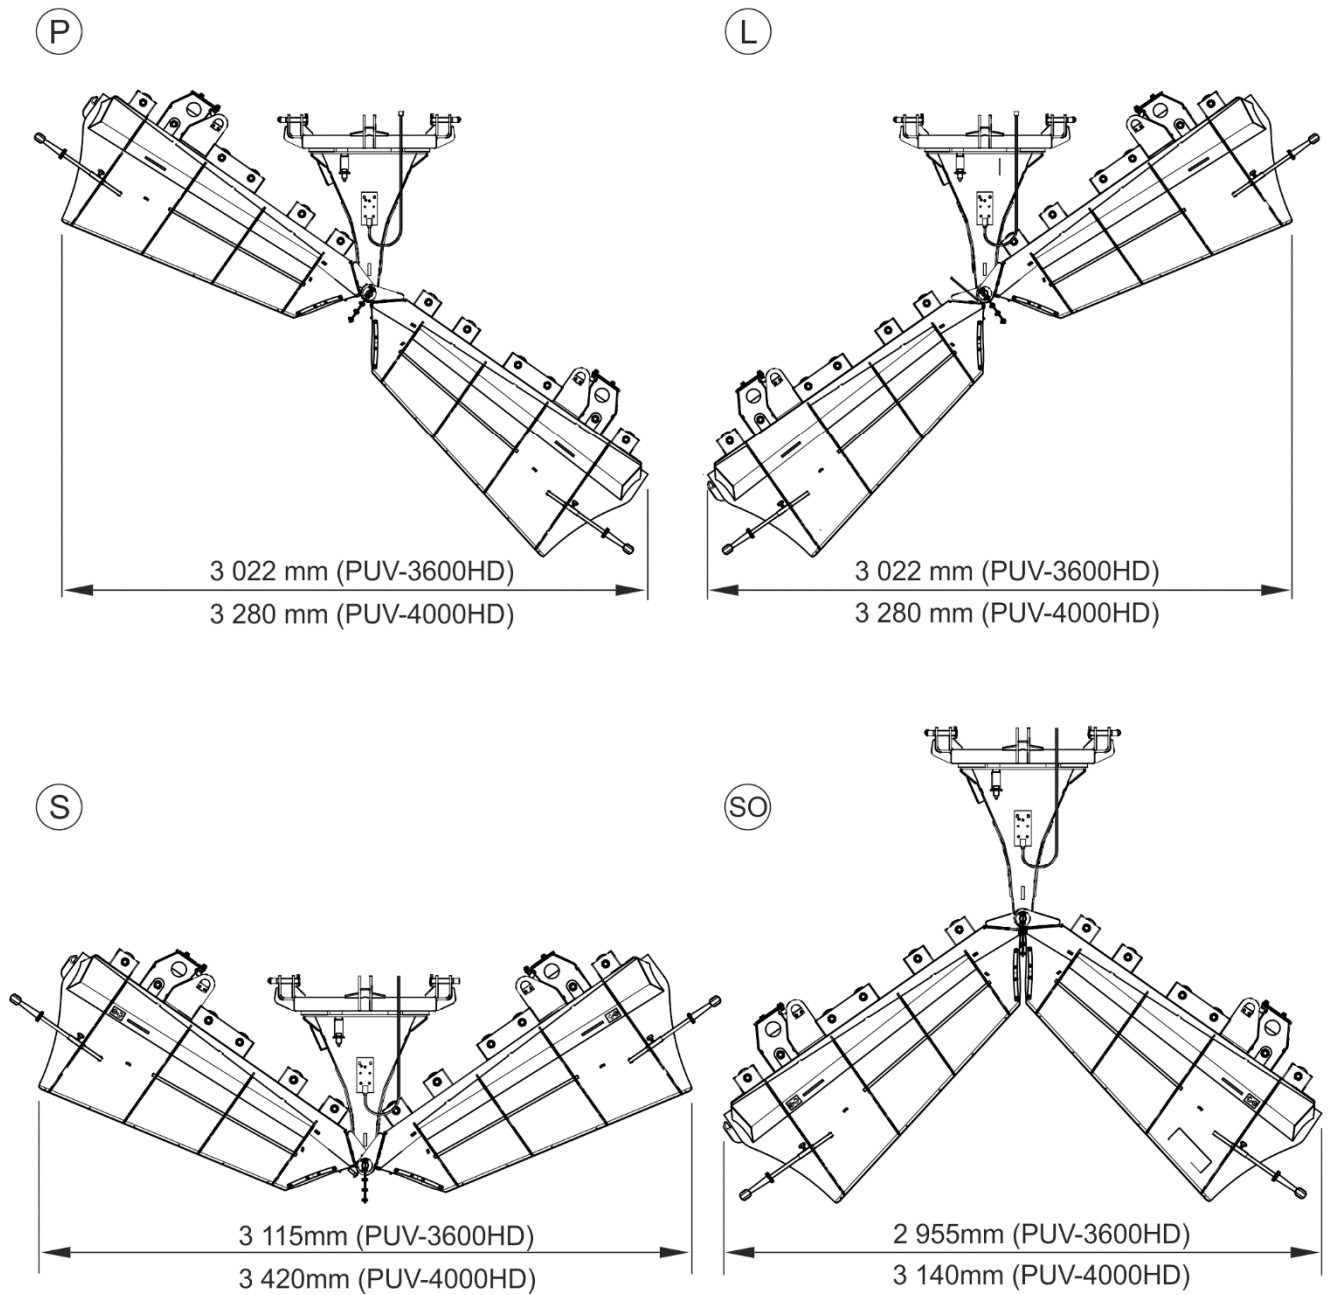 P
L
3 022 mm (PUV-3600HD)
3 280 mm (PUV-4000HD)
3 022 mm (PUV-3600HD)
3 280 mm (PUV-4000HD)
S
SO
3 115mm (PUV-3600HD)
3 420mm (PUV-4000HD)
2 955mm (PUV-3600HD)
3 140mm (PUV-4000HD)